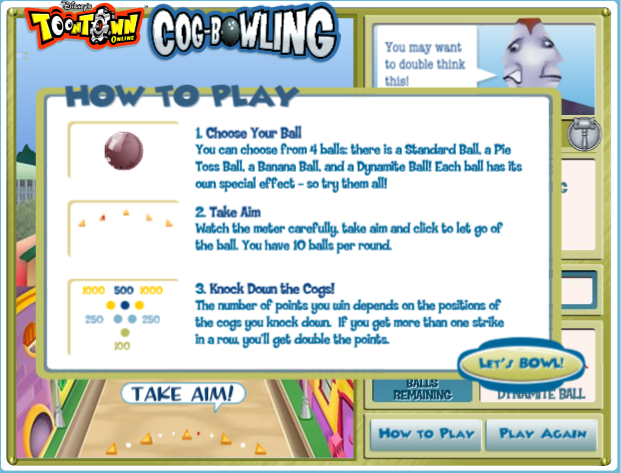 Disney's
TOONTOWN
ONLINE
COG-BOWLING
You may want
to double think
this!
HOW TO PLAY
1. Choose Your Ball
You can choose from 4 balls: there is a Standard Ball, a Pie
Toss Ball, a Banana Ball, and a Dynamite Ball! Each ball has its
own special effect - so try them all!
2. Take Aim
Watch the meter carefully, take aim and click to let go of
the ball. You have 10 balls per round.
3. Knock Down the Cogs!
1000 500 1000
250 250
100
The number of points you win depends on the positions of
the cogs you knock down. If you get more than one strike
in a row, you'll get double the points.
LET'S BOWL!
TAKE AIM!
BALLS
REMAINING
DYNAMITE BALL
HOW TO PLAY
PLAY AGAIN